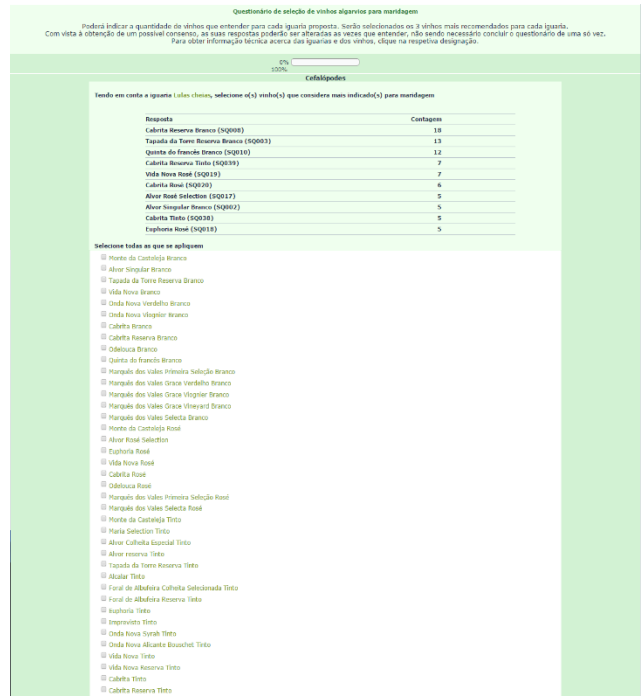 Questionário de seleção de vinhos algarvios para maridagem
Poderá indicar a quantidade de vinhos que entender para cada iguaria proposta. Serão selecionados os 3 vinhos mais recomendados para cada iguaria.
Com vista à obtenção de um possível consenso, as suas respostas poderão ser alteradas as vezes que entender, não sendo necessário concluir o questionário de uma só vez.
Para obter informação técnica acerca das iguarias e dos vinhos, clique na respetiva designação.
0%
100%
Cefalópodes
Tendo em conta a iguaria Lulas cheias, selecione o(s) vinho(s) que considera mais indicado(s) para maridagem
Resposta Contagem
Cabrita Reserva Branco (SQ008) 18
Tapada da Torre Reserva Branco (SQ003) 13
Quinta do francês Branco (SQ010) 12
Cabrita Reserva Tinto (SQ039) 7
Vida Nova Rosé (SQ019) 7
Cabrita Rosé (SQ020) 6
Alvor Rosé Selection (SQ017) 5
Alvor Singular Branco (SQ002) 5
Cabrita Tinto (SQ038) 5
Euphoria Rosé (SQ018) 5
Selecione todas as que se apliquem
Monte da Casteleja Branco
Alvor Singular Branco
Tapada da Torre Reserva Branco
Vida Nova Branco
Onda Nova Verdelho Branco
Onda Nova Viognier Branco
Cabrita Branco
Cabrita Reserva Branco
Odelouca Branco
Quinta do francês Branco
Marquês dos Vales Primeira Seleção Branco
Marquês dos Vales Grace Verdelho Branco
Marquês dos Vales Grace Viognier Branco
Marquês dos Vales Grace Vineyard Branco
Marquês dos Vales Selecta Branco
Monte da Casteleja Rosé
Alvor Rosé Selection
Euphoria Rosé
Vida Nova Rosé
Cabrita Rosé
Odelouca Rosé
Marquês dos Vales Primeira Seleção Rosé
Marquês dos Vales Selecta Rosé
Monte da Casteleja Tinto
Maria Selection Tinto
Alvor Colheita Especial Tinto
Alvor reserva Tinto
Tapada da Torre Reserva Tinto
Alcalar Tinto
Foral de Albufeira Colheita Selecionada Tinto
Foral de Albufeira Reserva Tinto
Euphoria Tinto
Imprevisto Tinto
Onda Nova Syrah Tinto
Onda Nova Alicante Bouschet Tinto
Vida Nova Tinto
Vida Nova Reserva Tinto
Cabrita Tinto
Cabrita Reserva Tinto